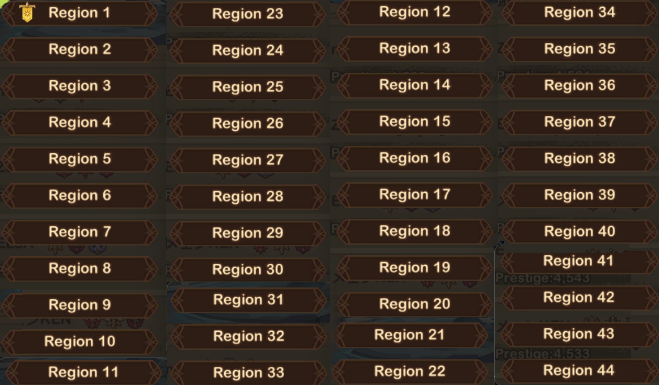 Region 1
Region 2
Region 3
Region 4
Region 5
Region 6
Region 7
Region 8
Region 9
Region 10
Region 11
Region 23
Region 24
Region 25
Region 26
Region 27
Region 28
Region 29
Region 30
Region 31
Region 32
Region 33
Region 12
Region 13
Region 14
Region 15
Region 16
Region 17
Region 18
Region 19
Region 20
Region 21
Region 22
Region 34
Region 35
Region 36
Region 37
Region 38
Region 39
Region 40
Region 41
Prestige:4,543
Region 42
Region 43
Prestige:4,533
Region 44